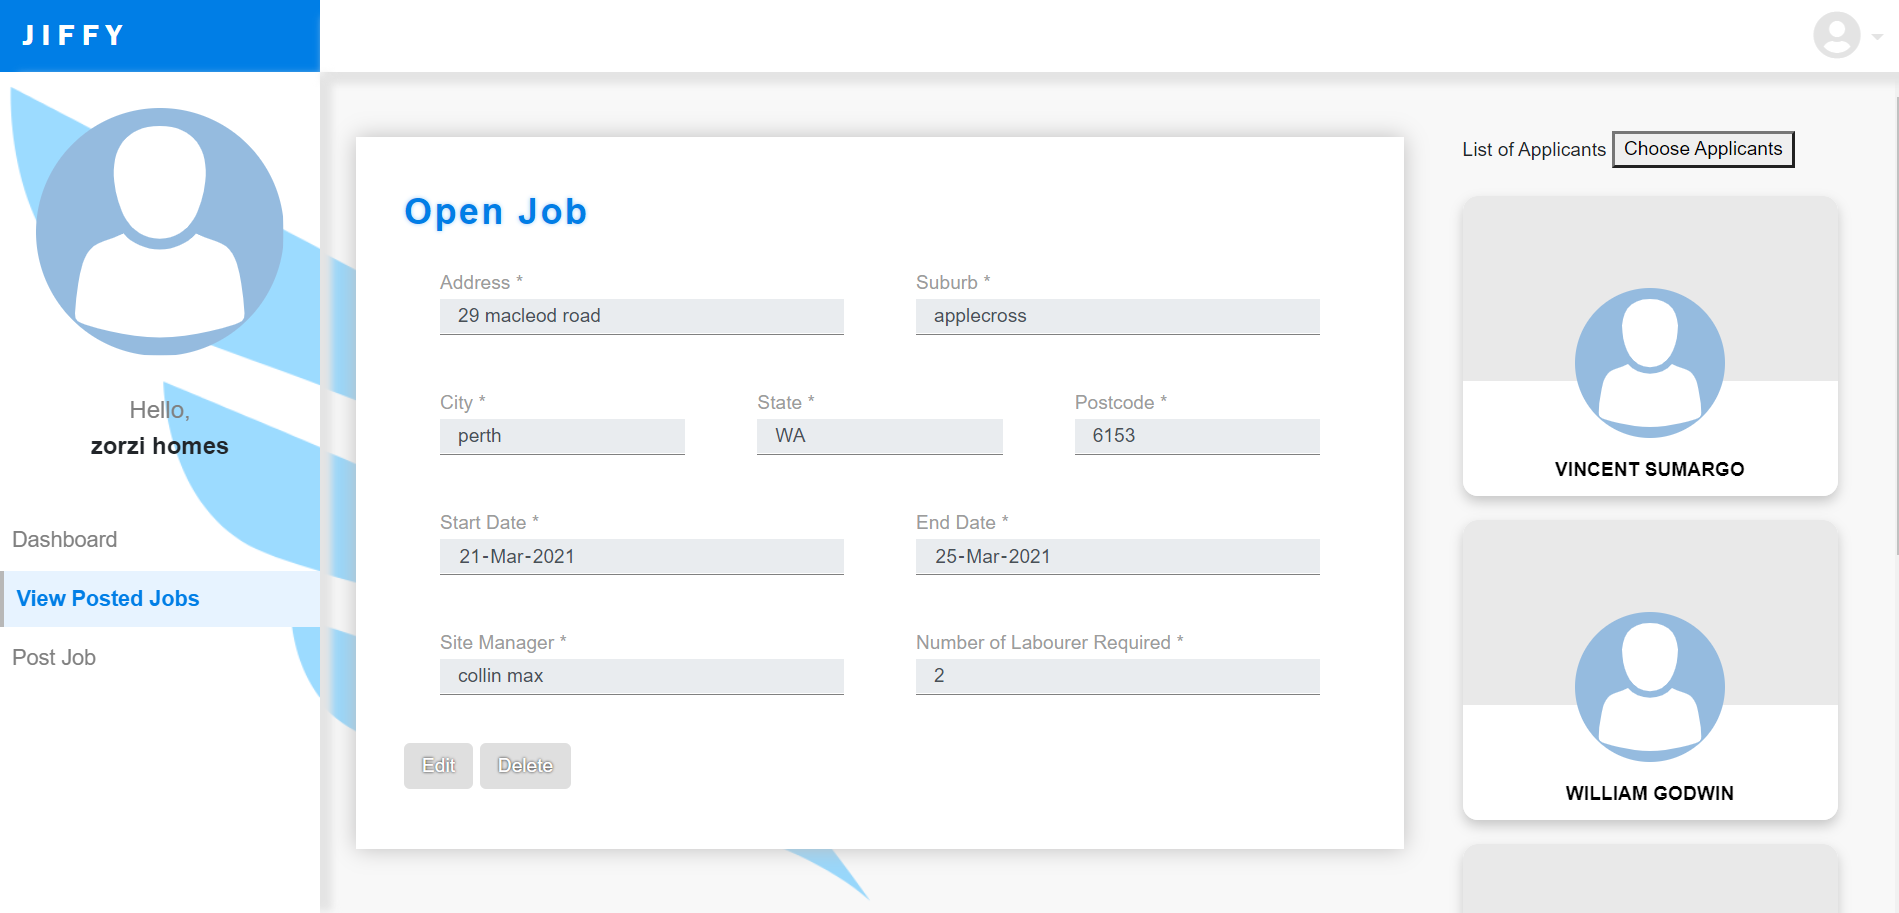 JIFFY
Hello,
zorzi homes
Dashboard
View Posted Jobs
Post Job
Open Job
Address *
29 macleod road
Suburb *
applecross
City *
perth
State *
WA
Postcode *
6153
Start Date *
21-Mar-2021
End Date *
25-Mar-2021
Site Manager *
collin max
Number of Labourer Required *
2
Edit
Delete
List of Applicants
Choose Applicants
VINCENT SUMARGO
WILLIAM GODWIN